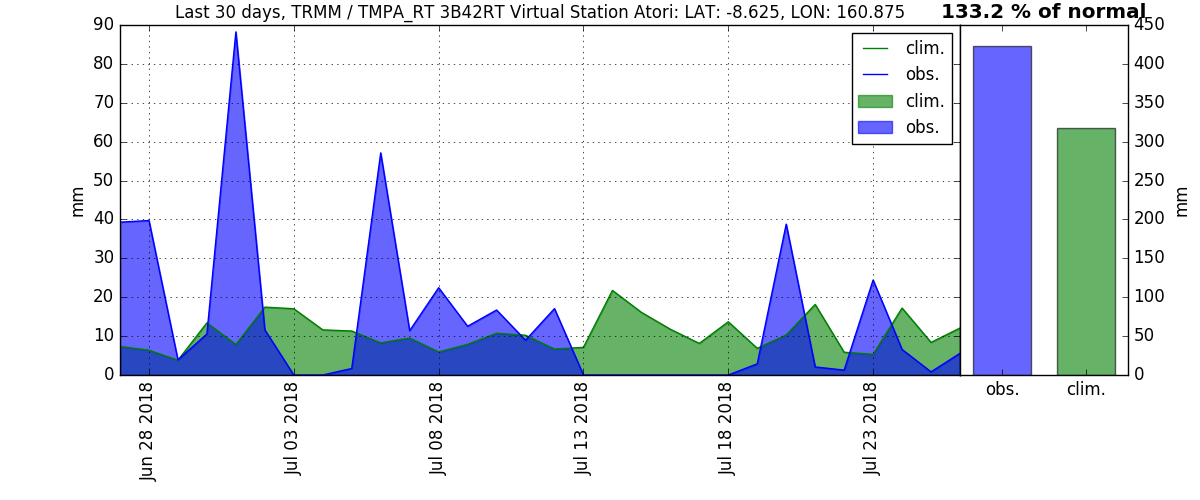 Last 30 days, TRMM / TMPA_RT 3B42RT Virtual Station Atori: LAT: -8.625, LON: 160.875
133.2 % of normal
90
80
70
60
50
40
30
20
10
0
mm
clim.
obs.
clim.
obs.
Jun 28 2018
Jul 03 2018
Jul 08 2018
Jul 13 2018
Jul 18 2018
Jul 23 2018
450
400
350
300
250
200
150
100
50
0
mm
obs.
clim.